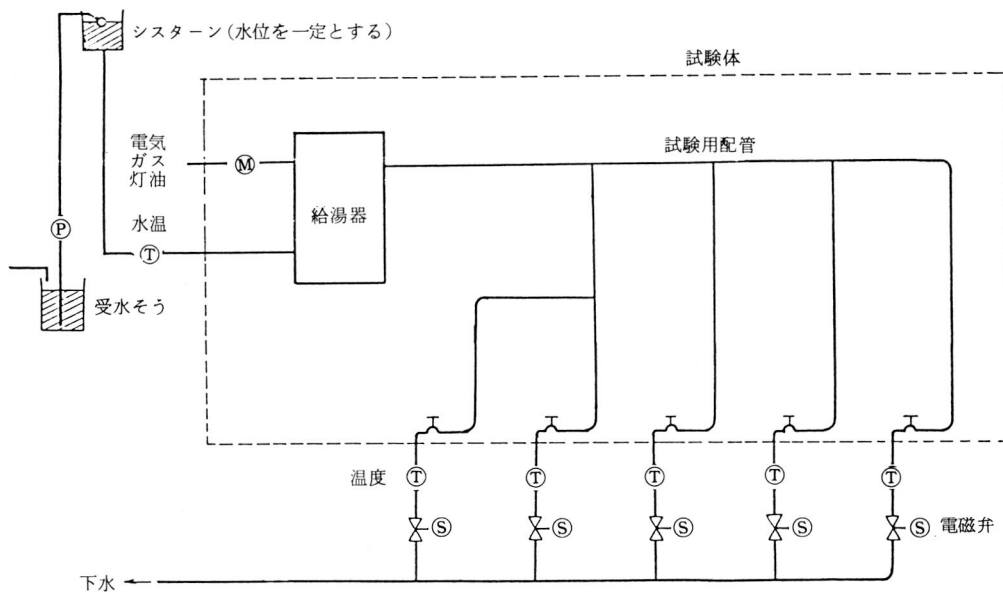 シスターン(水位を一定とする)
試験体
電気
ガス
灯油
M
試験用配管
給湯器
水温
P
T
受水そう
温度
T
T
T
T
T
S
S
S
S
S
電磁弁
下水